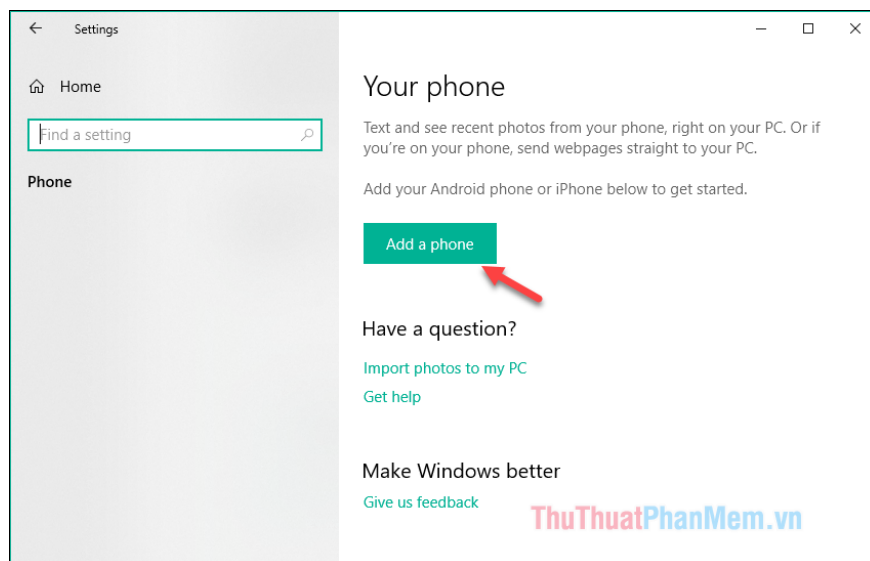 Settings
Home
Find a setting
Phone
Your phone
Text and see recent photos from your phone, right on your PC. Or if
you're on your phone, send webpages straight to your PC.
Add your Android phone or iPhone below to get started.
Add a phone
Have a question?
Import photos to my PC
Get help
Make Windows better
Give us feedback
ThuThuatPhanMem.vn